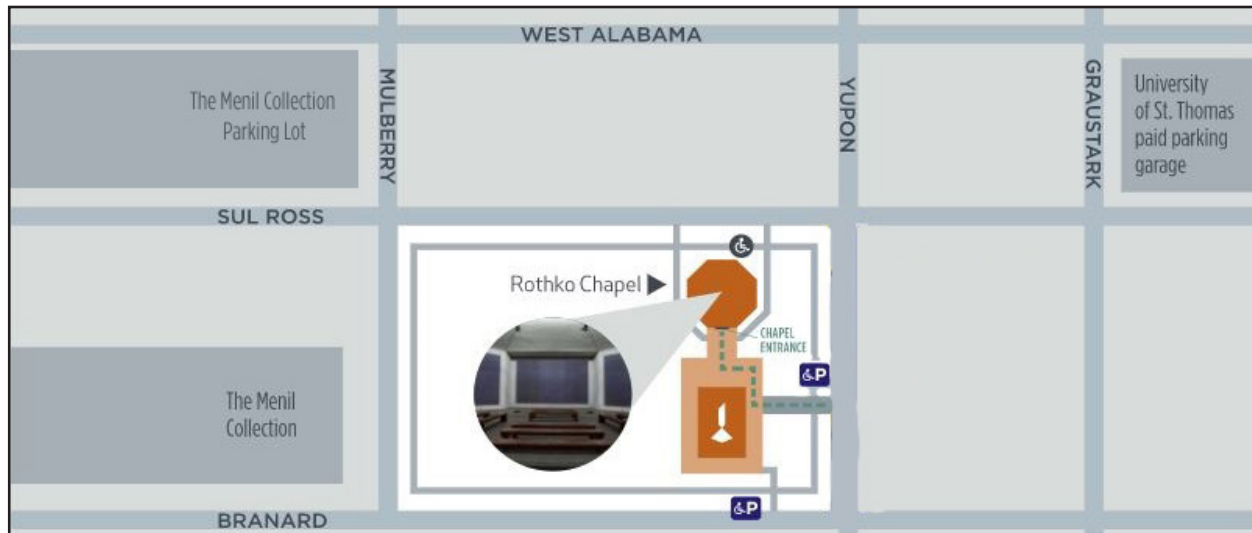 WEST ALABAMA
The Menil Collection
Parking Lot
MULBERRY
YUPON
GRAUSTARK
University
of St. Thomas
paid parking
garage
SUL ROSS
Rothko Chapel
CHAPEL
ENTRANCE
P
The Menil
Collection
P
BRANARD